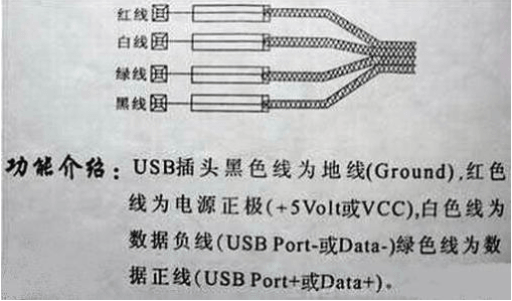 红线
白线
绿线
黑线
功能介绍：USB插头黑色线为地线(Ground),红色
线为电源正极(+5Volt或VCC),白色线为
数据负线(USB Port-或Data-)绿色线为数
据正线(USB Port+或Data+)。